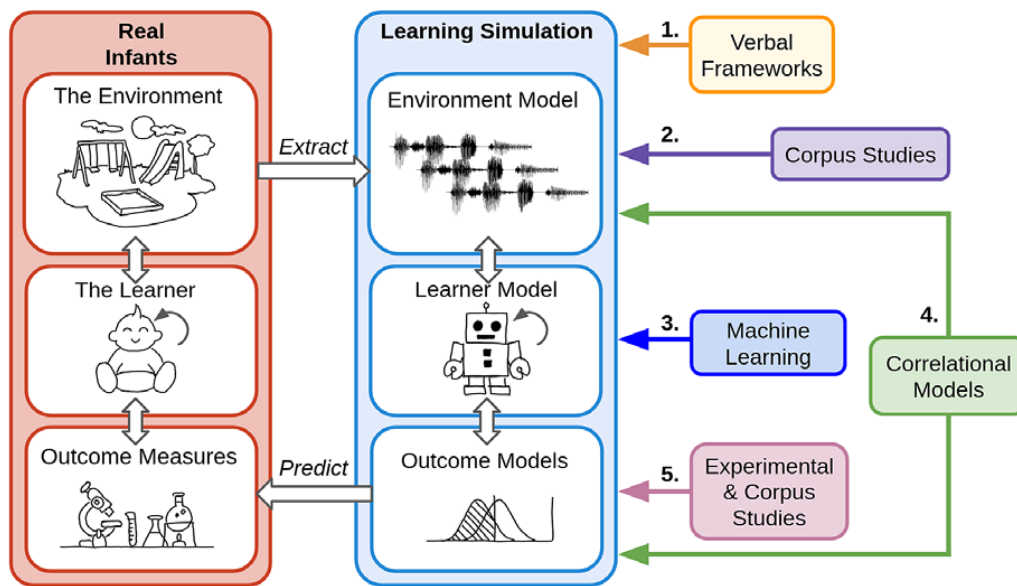 Real
Infants
The Environment
The Learner
Outcome Measures
Extract
Predict
Learning Simulation
Environment Model
Learner Model
Outcome Models
1.
Verbal
Frameworks
2.
Corpus Studies
3.
Machine
Learning
4.
Correlational
Models
5.
Experimental
& Corpus
Studies